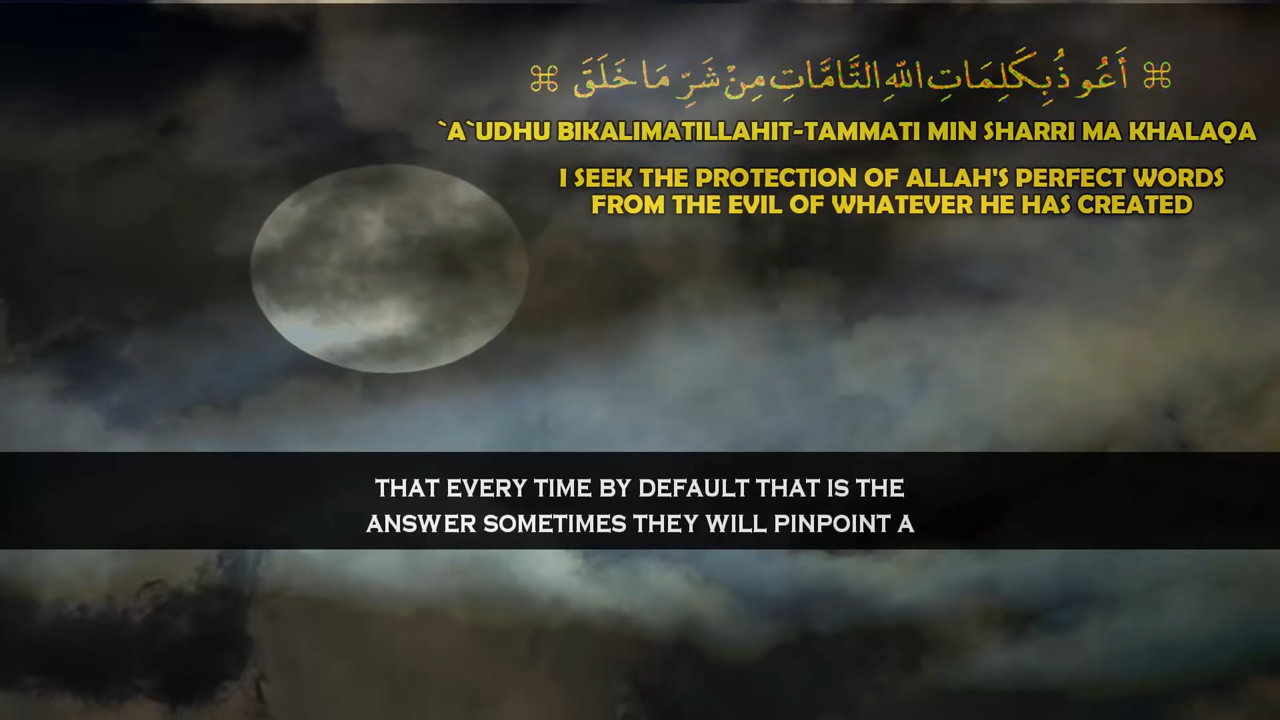 ⌘ أَعُوذُ بِكَلِمَاتِ اللّٰهِ التَّامَّاتِ مِنْ شَرِّ مَا خَلَقَ ⌘
`A`UDHU BIKALIMATILLAHIT-TAMMATI MIN SHARRI MA KHALAQA
I SEEK THE PROTECTION OF ALLAH'S PERFECT WORDS
FROM THE EVIL OF WHATEVER HE HAS CREATED
THAT EVERY TIME BY DEFAULT THAT IS THE
ANSWER SOMETIMES THEY WILL PINPOINT A